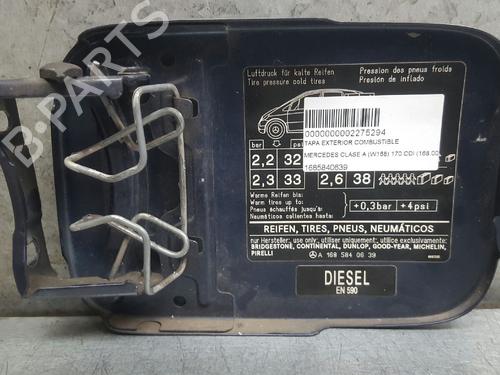 B-PARTS
Luftdruck für kalte Reifen
Tire pressure cold tires
Pression des pneus froids
Presión de inflado
0000000002275294
TAPA EXTERIOR COMBUSTIBLE
MERCEDES CLASE A (W168) 170 CDI (168.00
1685840639
bar psi
2,2 32
2,3 33 2,6 38
Warme Reifen bis:
Warm tires up to:
Pneus échauffés jusqu'à:
Neumáticos calientes hasta:
+0,3bar +4psi
REIFEN, TIRES, PNEUS, NEUMÁTICOS
nur Hersteller: use only: utiliser uniquement: utilice exclusivamente:
BRIDGESTONE, CONTINENTAL, DUNLOP, GOOD-YEAR, MICHELIN,
PIRELLI
A 168 584 06 39
DIESEL
EN 590